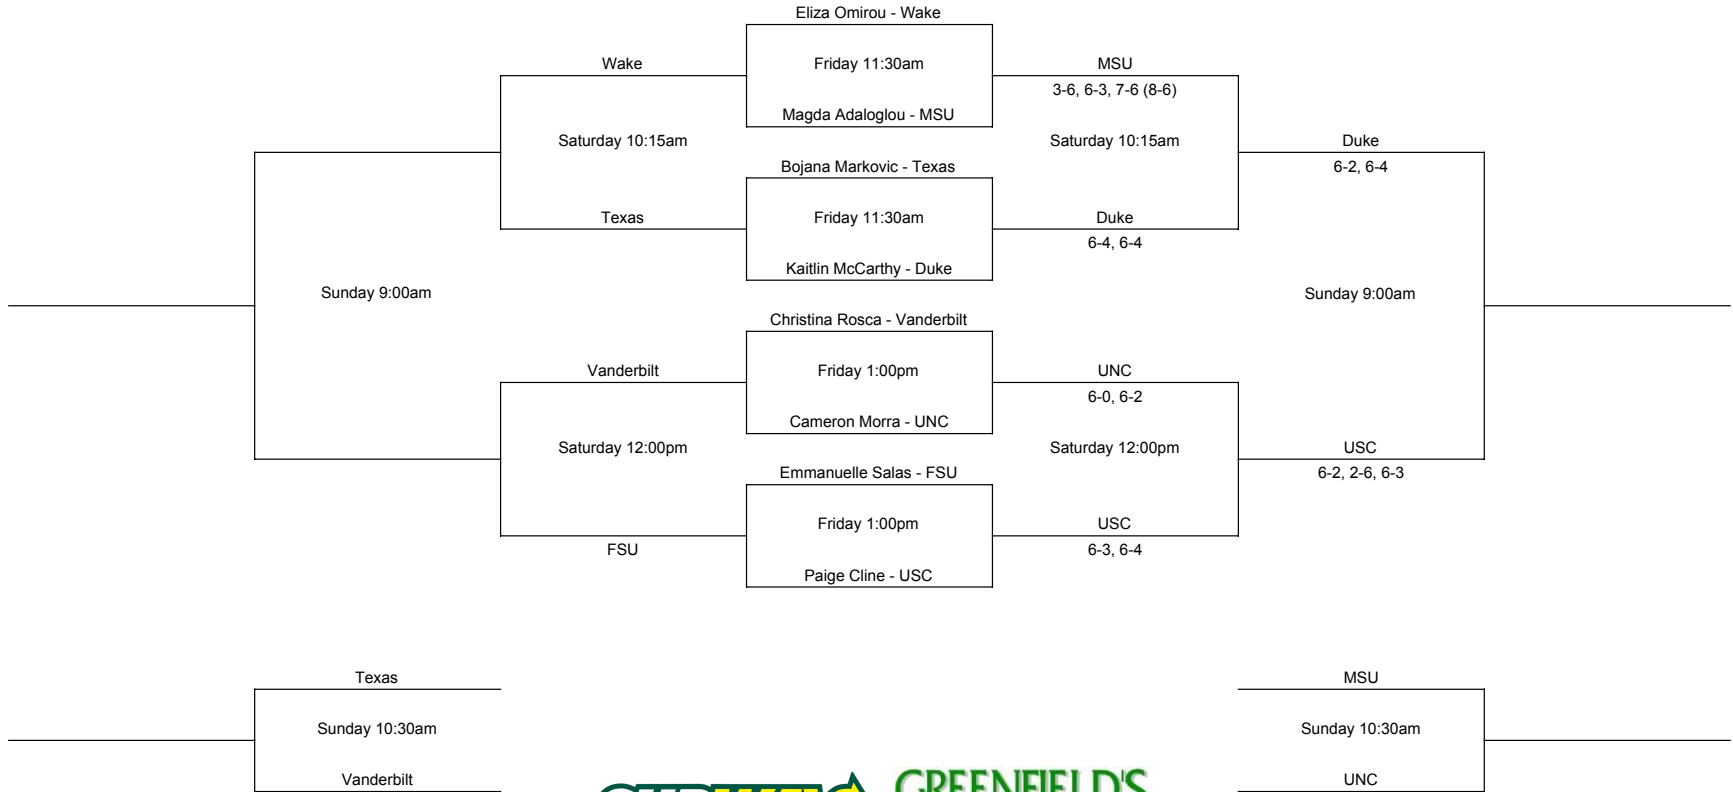 Eliza Omirou - Wake
Wake
Friday 11:30am
MSU
3-6, 6-3, 7-6 (8-6)
Magda Adaloglou - MSU
Saturday 10:15am
Saturday 10:15am
Duke
6-2, 6-4
Bojana Markovic - Texas
Texas
Friday 11:30am
Duke
6-4, 6-4
Kaitlin McCarthy - Duke
Sunday 9:00am
Sunday 9:00am
Christina Rosca - Vanderbilt
Vanderbilt
Friday 1:00pm
UNC
6-0, 6-2
Cameron Morra - UNC
Saturday 12:00pm
Saturday 12:00pm
USC
6-2, 2-6, 6-3
Emmanuelle Salas - FSU
Friday 1:00pm
USC
FSU
6-3, 6-4
Paige Cline - USC
Texas
MSU
Sunday 10:30am
Sunday 10:30am
Vanderbilt
UNC
SUBWAY
GREENFIELD'S